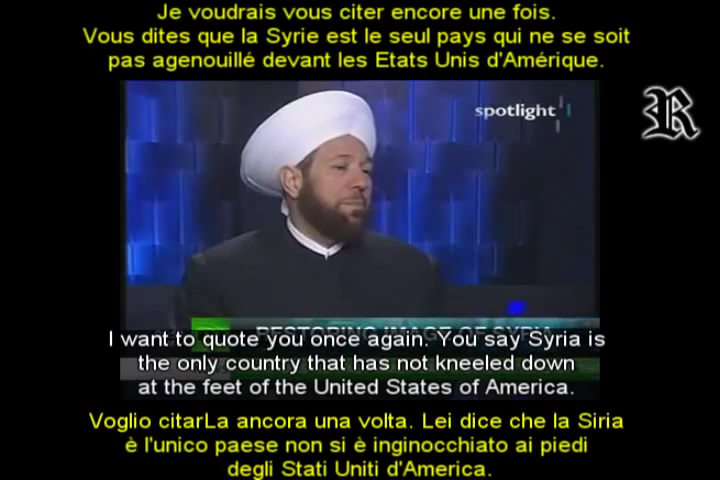 Je voudrais vous citer encore une fois.
Vous dites que la Syrie est le seul pays qui ne se soit
pas agenouillé devant les Etats Unis d'Amérique.
spotlight
R
RESTORING IMAGE OF SYRIA
I want to quote you once again. You say Syria is
the only country that has not kneeled down
at the feet of the United States of America.
Voglio citarLa ancora una volta. Lei dice che la Siria
è l'unico paese non si è inginocchiato ai piedi
degli Stati Uniti d'America.